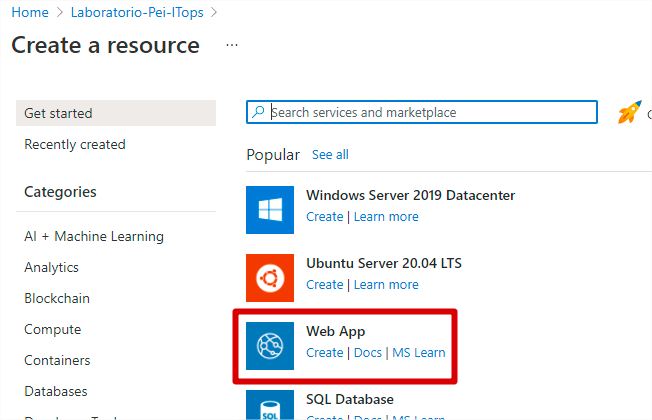 Home > Laboratorio-Pei-ITops >
Create a resource ...
Get started
Recently created
Categories
AI + Machine Learning
Analytics
Blockchain
Compute
Containers
Databases
Search services and marketplace
Popular See all
Windows Server 2019 Datacenter
Create | Learn more
Ubuntu Server 20.04 LTS
Create | Learn more
Web App
Create | Docs | MS Learn
SQL Database
SQL